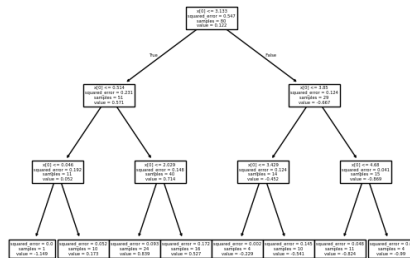 x[0] <= 3.133
squared_error = 0.547
samples = 80
value = 0.122
True
False
x[0] <= 0.514
squared_error = 0.231
samples = 51
value = 0.571
x[0] <= 3.85
squared_error = 0.124
samples = 29
value = -0.667
x[0] <= 0.046
squared_error = 0.192
samples = 11
value = 0.052
x[0] <= 2.029
squared_error = 0.148
samples = 40
value = 0.714
x[0] <= 3.429
squared_error = 0.124
samples = 14
value = -0.452
x[0] <= 4.68
squared_error = 0.041
samples = 15
value = -0.869
squared_error = 0.0
samples = 1
value = -1.149
squared_error = 0.052
samples = 10
value = 0.173
squared_error = 0.093
samples = 24
value = 0.839
squared_error = 0.172
samples = 16
value = 0.527
squared_error = 0.002
samples = 4
value = -0.229
squared_error = 0.145
samples = 10
value = -0.541
squared_error = 0.049
samples = 11
value = -0.824
squared_error = 0.
samples = 4
value = -0.99